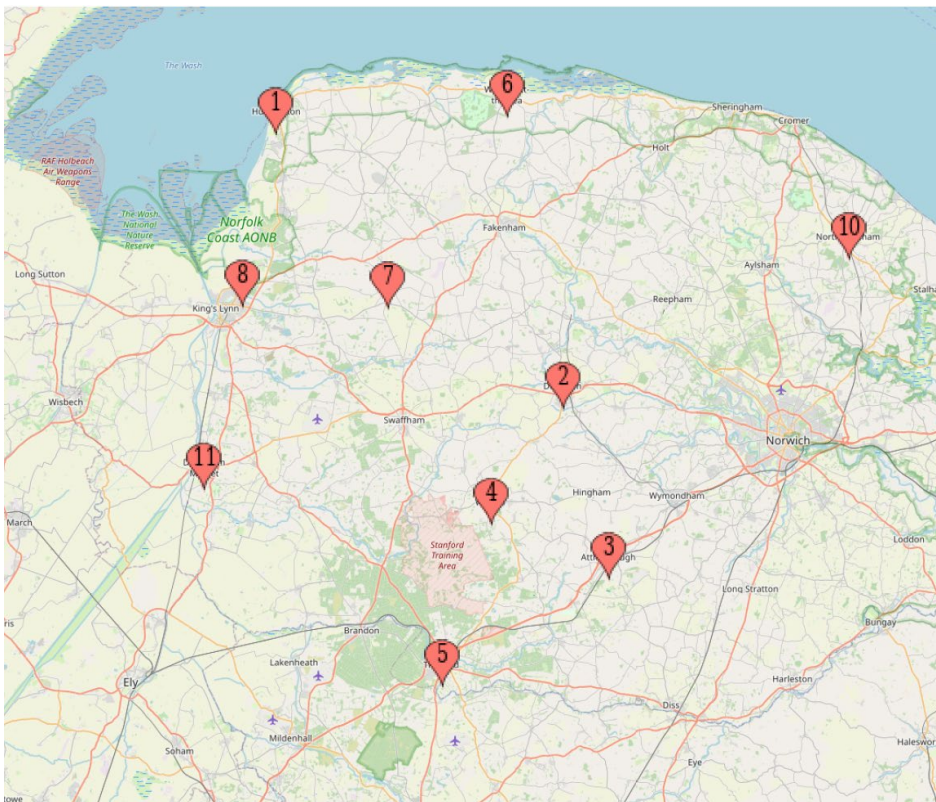 The Wash
6
1
Sheringham
Cromer
Holt
RAF Holbeach
Air Weapons
Range
The Wash
National
Nature
Reserve
Norfolk
Coast AONB
Fakenham
10
Long Sutton
Aylsham
8
7
Stalha
Reepham
King's Lynn
2
Wisbech
Swaffham
Norwich
11
4
Hingham
Wymondham
March
3
Stanford
Training
Area
Loddon
Long Stratton
Bungay
Brandon
5
Lakenheath
Ely
Harleston
Diss
Mildenhall
Soham
Haleswor
Eye